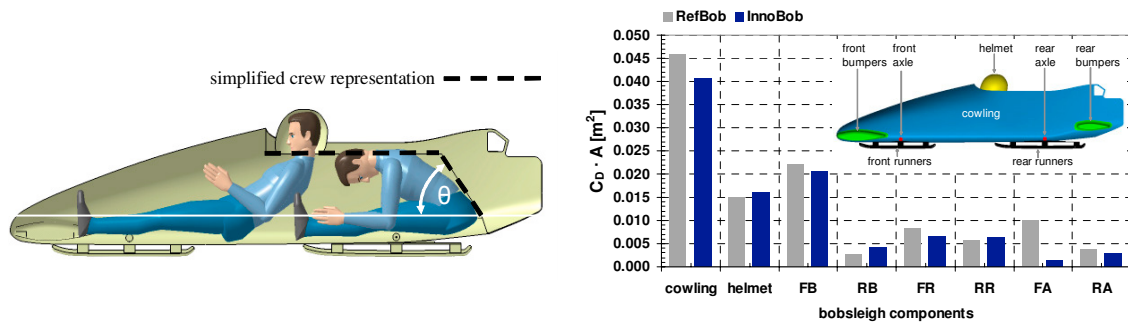 simplified crew representation
θ
RefBob InnoBob
0.050
0.045
0.040
0.035
0.030
0.025
0.020
0.015
0.010
0.005
0.000
C_D · A [m²]
front bumpers
front axle
helmet
rear axle
rear bumpers
cowling
front runners
rear runners
cowling helmet FB RB FR RR FA RA
bobsleigh components